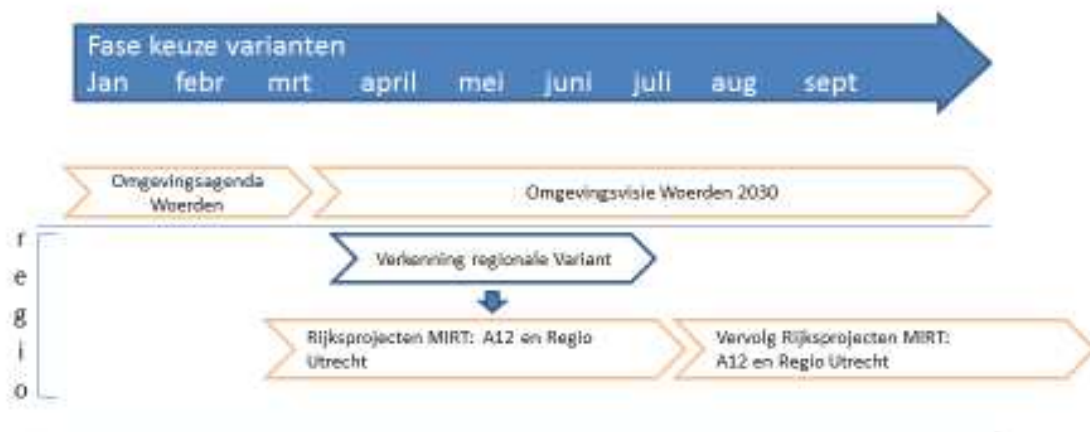 Fase keuze varianten
Jan febr mrt april mei juni juli aug sept
Omgevingsagenda
Woerden
Omgevingsvisie Woerden 2030
regio
Verkenning regionale Variant
Rijksprojecten MIRT: A12 en Regio
Utrecht
Vervolg Rijksprojecten MIRT:
A12 en Regio Utrecht